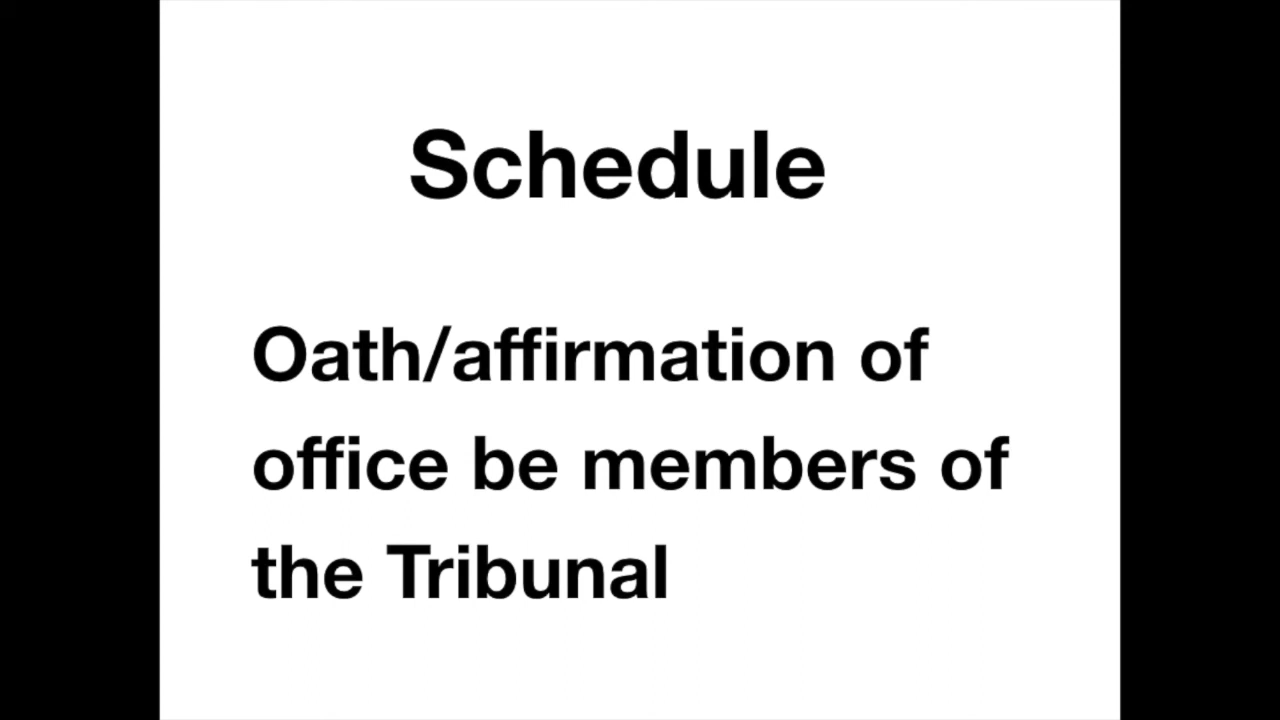 Schedule
Oath/affirmation of
office be members of
the Tribunal